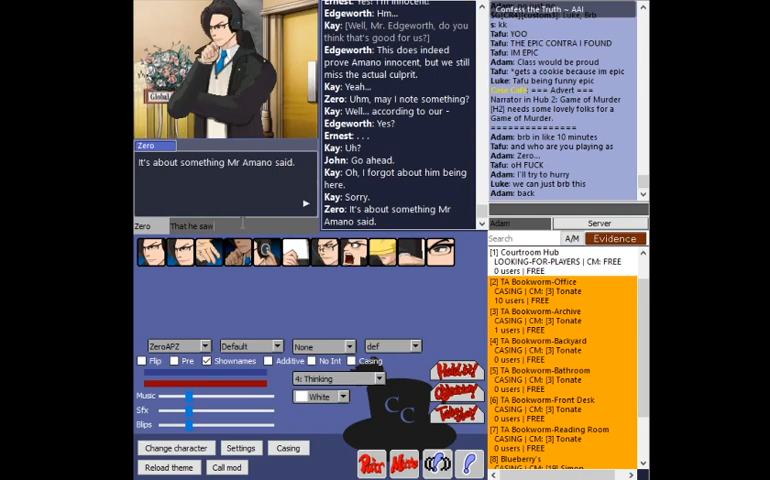 Global
Zero
It's about something Mr Amano said.
Zero
That he saw
Edgeworth: Hm...
Kay: [Well, Mr. Edgeworth, do you
think that's good for us?]
Edgeworth: This does indeed
prove Amano innocent, but we still
miss the actual culprit.
Kay: Yeah...
Zero: Uhm, may I note something?
Kay: Well... according to our -
Edgeworth: Yes?
Ernest: . . .
Kay: Uh?
John: Go ahead.
Kay: Oh, I forgot about him being
here.
Kay: Sorry.
Zero: It's about something Mr
Amano said.
Confess the Truth ~ AAI
s: kk
Tafu: YOO
Tafu: THE EPIC CONTRA I FOUND
Tafu: IM EPIC
Adam: Class would be proud
Tafu: *gets a cookie because im epic
Luke: Tafu being funny epic
Case Café: === Advert ===
Narrator in Hub 2: Game of Murder
[H2] needs some lovely folks for a
Game of Murder.
===============
Adam: brb in like 10 minutes
Tafu: and who are you playing as
Adam: Zero...
Tafu: oH FUCK
Adam: I'll try to hurry
Luke: we can just brb this
Adam: back
Adam
Server
Search
A/M
Evidence
[1] Courtroom Hub
LOOKING-FOR-PLAYERS | CM: FREE
0 users | FREE
[2] TA Bookworm-Office
CASING | CM: [3] Tonate
10 users | FREE
[3] TA Bookworm-Archive
CASING | CM: [3] Tonate
1 users | FREE
[4] TA Bookworm-Backyard
CASING | CM: [3] Tonate
0 users | FREE
[5] TA Bookworm-Bathroom
CASING | CM: [3] Tonate
0 users | FREE
[6] TA Bookworm-Front Desk
CASING | CM: [3] Tonate
0 users | FREE
[7] TA Bookworm-Reading Room
CASING | CM: [3] Tonate
0 users | FREE
[8] Blueberry's
ZeroAPZ
Default
None
def
Flip
Pre
Shownames
Additive
No Int
Casing
4: Thinking
White
Music
Sfx
Blips
CC
Hold it!
Objection!
Take that!
Change character
Settings
Casing
Reload theme
Call mod
Pair
Mute